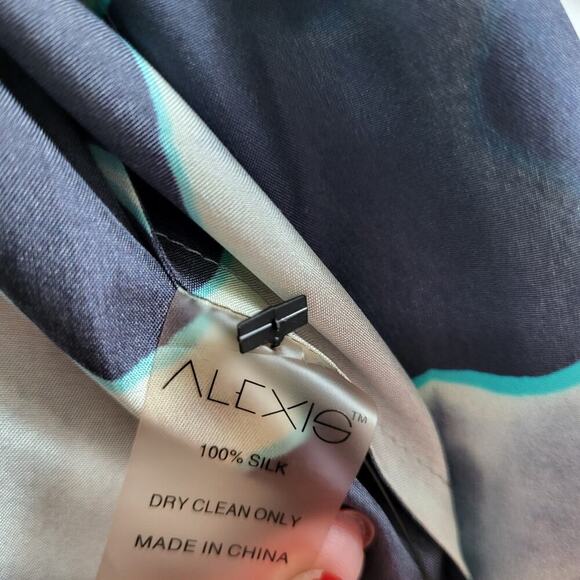 ALEXIS™
100% SILK
DRY CLEAN ONLY
MADE IN CHINA